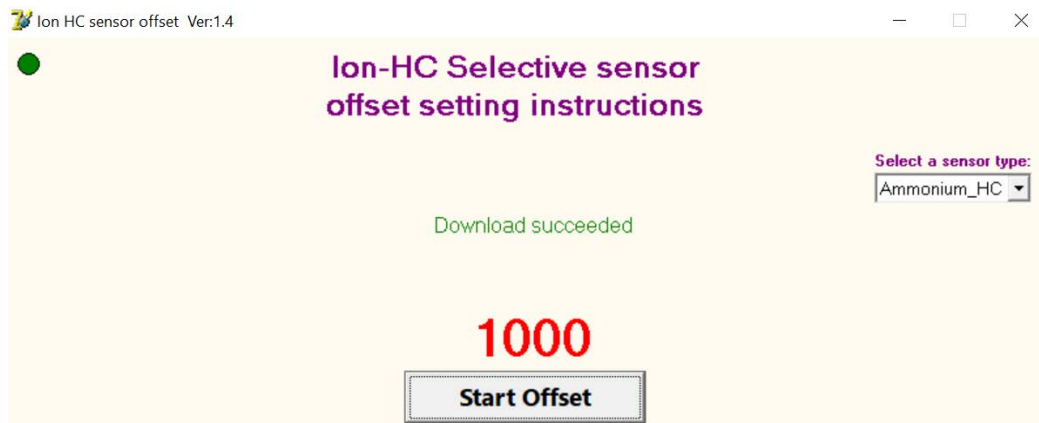 Ion HC sensor offset Ver:1.4
Ion-HC Selective sensor
offset setting instructions
Select a sensor type:
Ammonium_HC
Download succeeded
1000
Start Offset